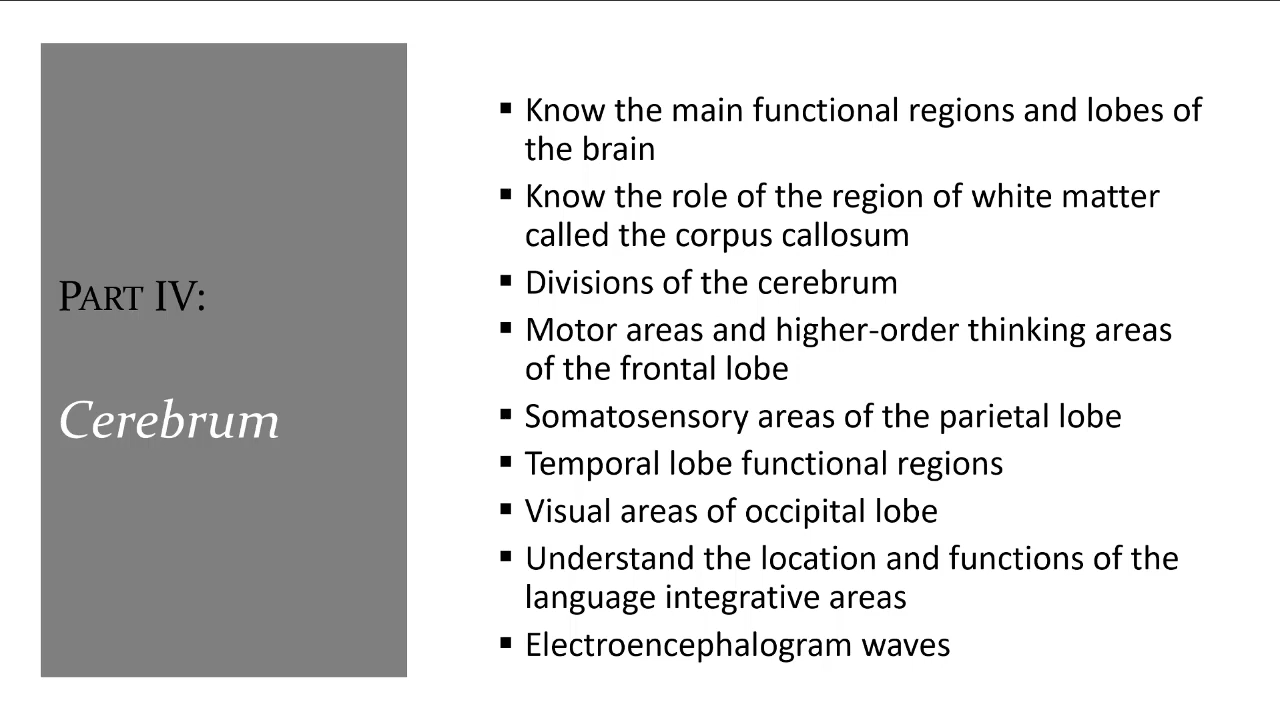 PART IV:
Cerebrum
▪ Know the main functional regions and lobes of
the brain
▪ Know the role of the region of white matter
called the corpus callosum
▪ Divisions of the cerebrum
▪ Motor areas and higher-order thinking areas
of the frontal lobe
▪ Somatosensory areas of the parietal lobe
▪ Temporal lobe functional regions
▪ Visual areas of occipital lobe
▪ Understand the location and functions of the
language integrative areas
▪ Electroencephalogram waves